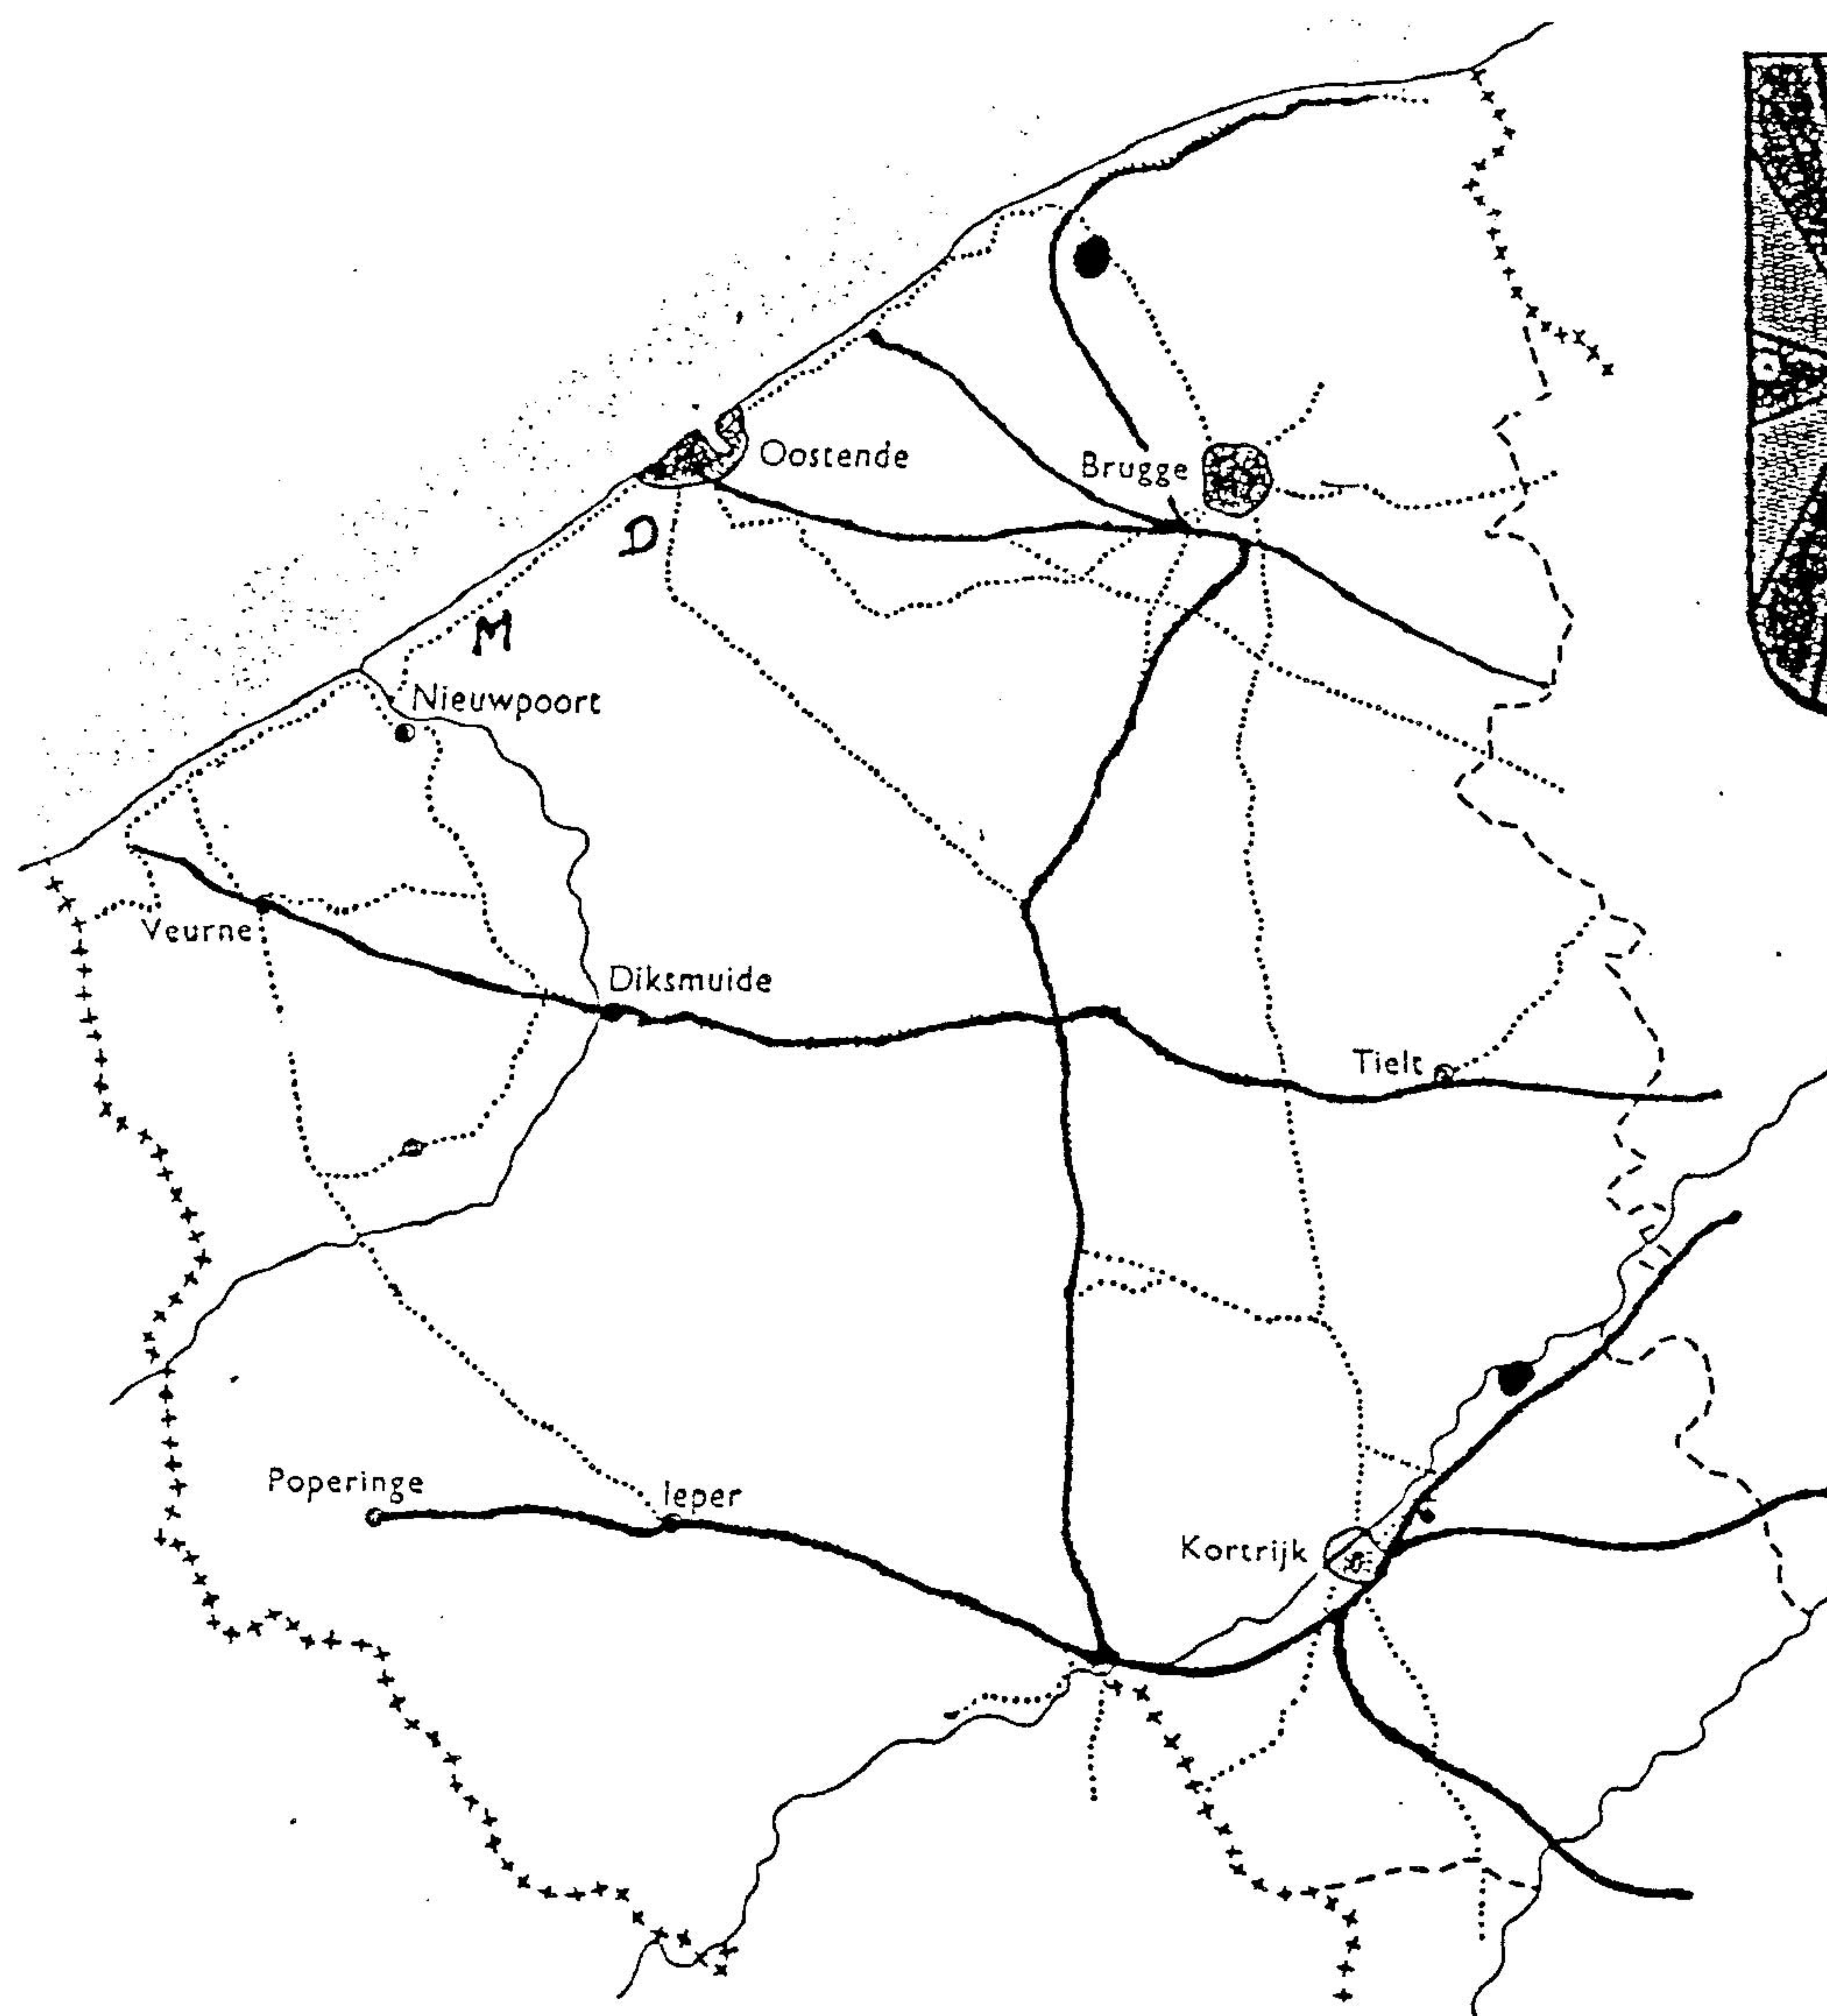 Oostende
Brugge
D
M
Nieuwpoort
Veurne
Diksmuide
Tielt
Poperinge
Ieper
Kortrijk